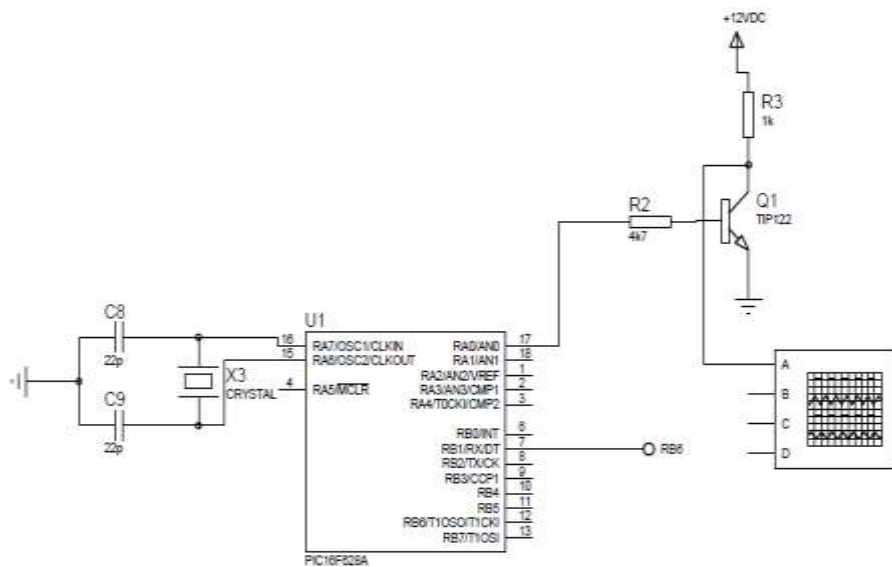 +12VDC
R3
1k
Q1
TIP122
R2
4k7
U1
C8
22p
X3
CRYSTAL
C9
22p
16
15
4
RA7/OSC1/CLKIN
RA6/OSC2/CLKOUT
RA5/MCLR
RA0/AN0
RA1/AN1
RA2/AN2/VREF
RA3/AN3/CMP1
RA4/T0CKI/CMP2
RB0/INT
RB1/RX/DT
RB2/TX/CK
RB3/CCP1
RB4
RB5
RB6/T1OSO/T1CKI
RB7/T1OSI
17
18
1
2
3
6
7
8
9
10
11
12
13
PIC16F628A
RB6
A
B
C
D